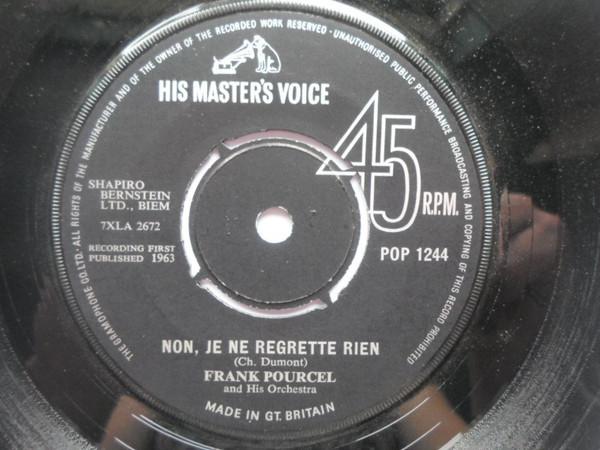 THE GRAMOPHONE CO. LTD. · ALL RIGHTS OF THE MANUFACTURER AND OF THE OWNER OF THE RECORDED WORK RESERVED · UNAUTHORISED PUBLIC PERFORMANCE BROADCASTING AND COPYING OF THIS RECORD PROHIBITED
HIS MASTER'S VOICE
45 R.P.M.
SHAPIRO
BERNSTEIN
LTD., BIEM
7XLA 2672
RECORDING FIRST
PUBLISHED 1963
POP 1244
NON, JE NE REGRETTE RIEN
(Ch. Dumont)
FRANK POURCEL
and His Orchestra
MADE IN GT. BRITAIN